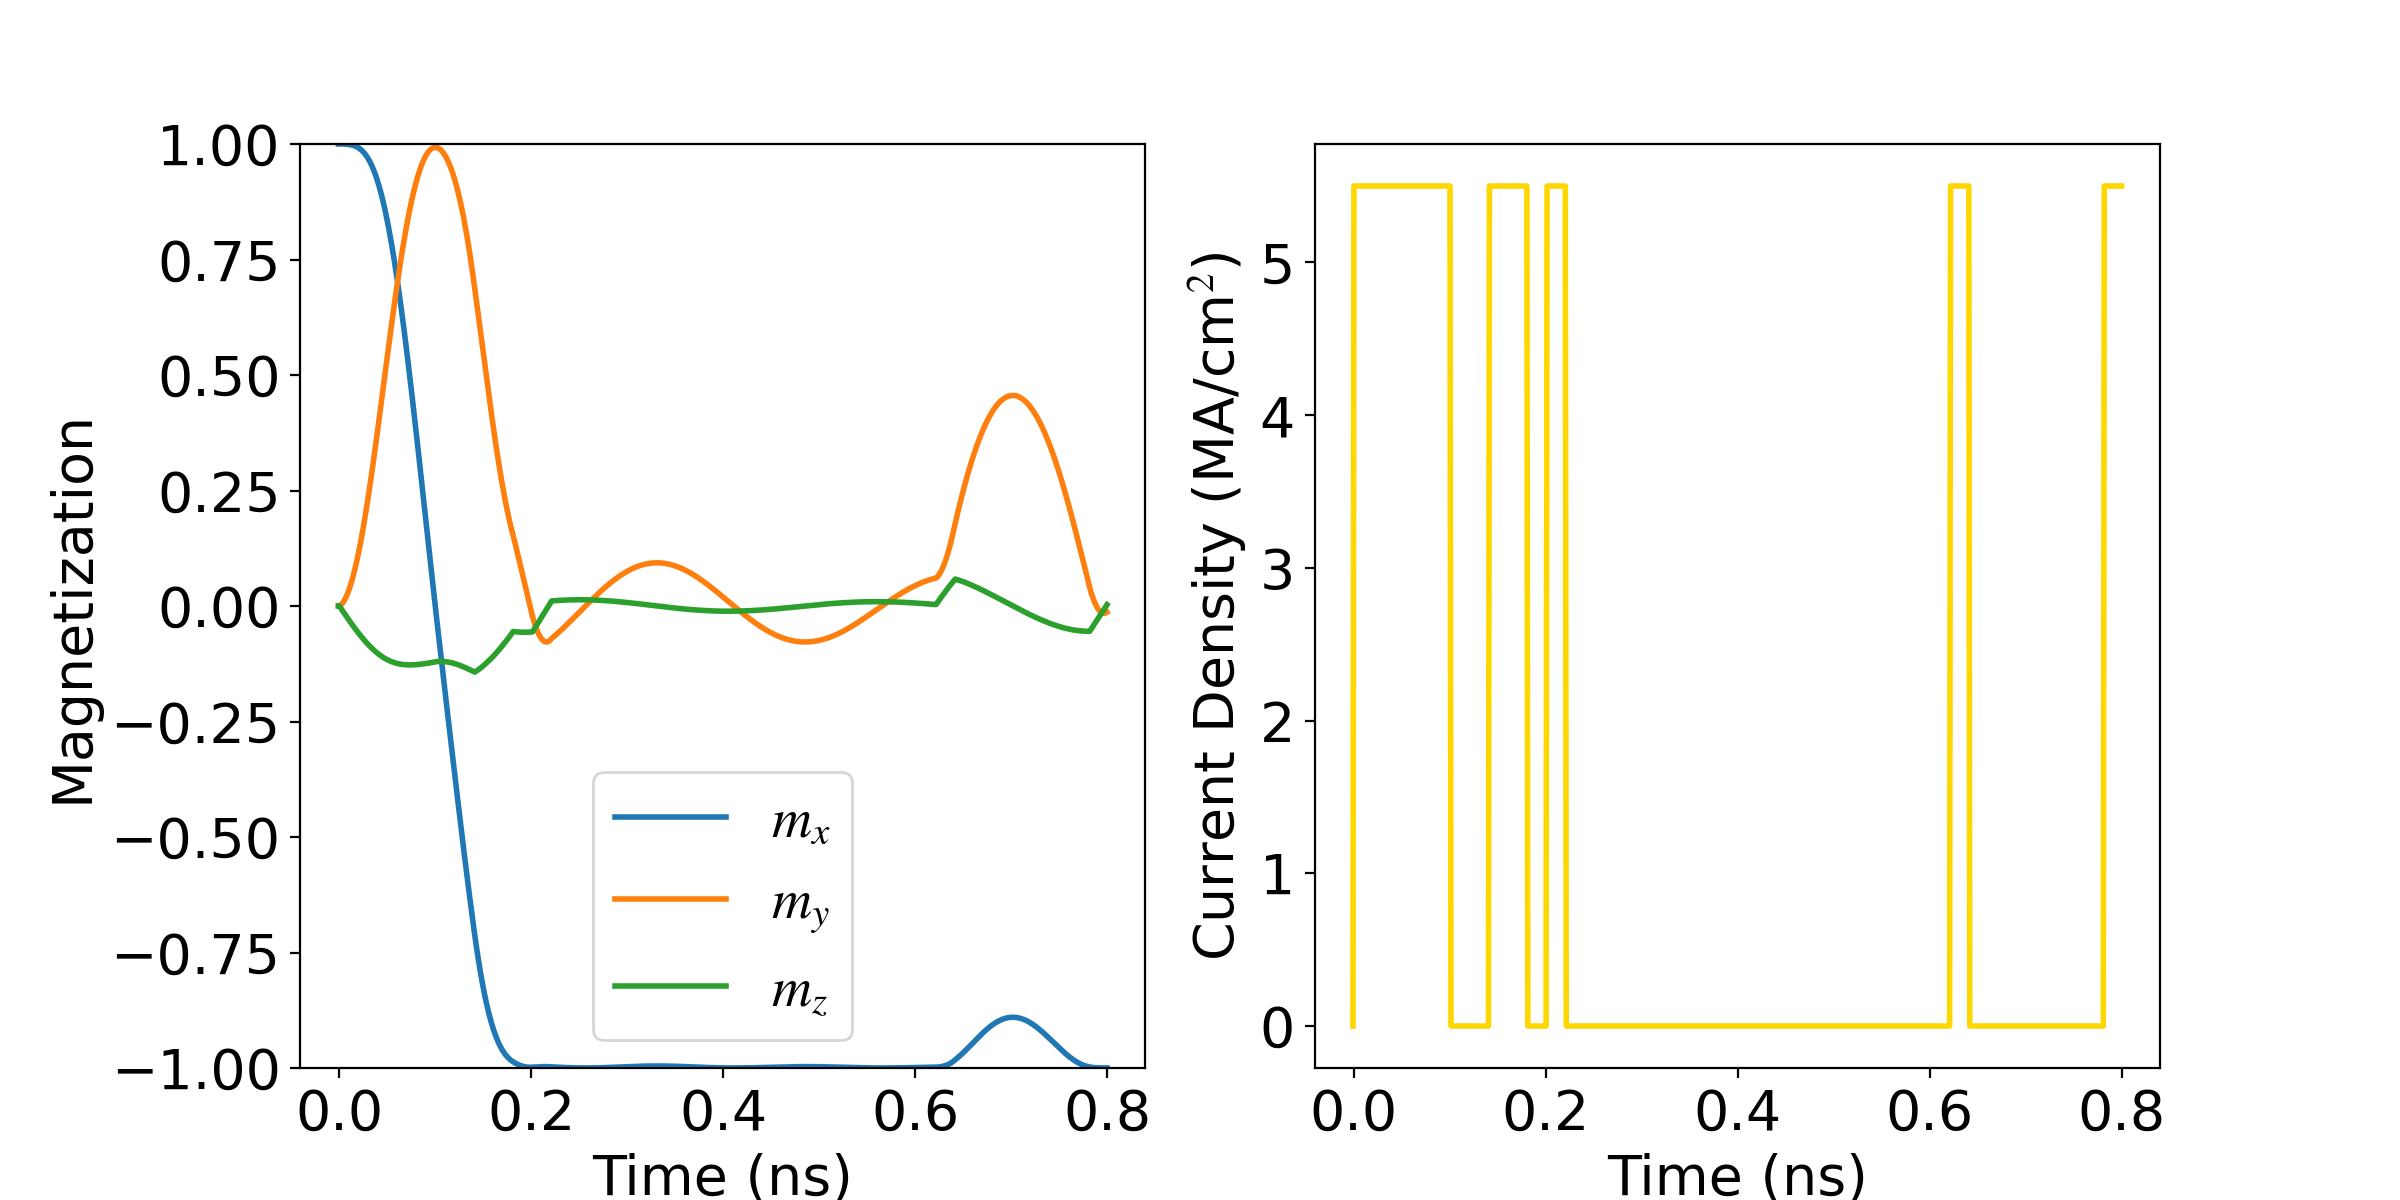 1.00
0.75
0.50
0.25
0.00
−0.25
−0.50
−0.75
−1.00
Magnetization
0.0 0.2 0.4 0.6 0.8
Time (ns)
m_x
m_y
m_z
5
4
3
2
1
0
Current Density (MA/cm²)
0.0 0.2 0.4 0.6 0.8
Time (ns)